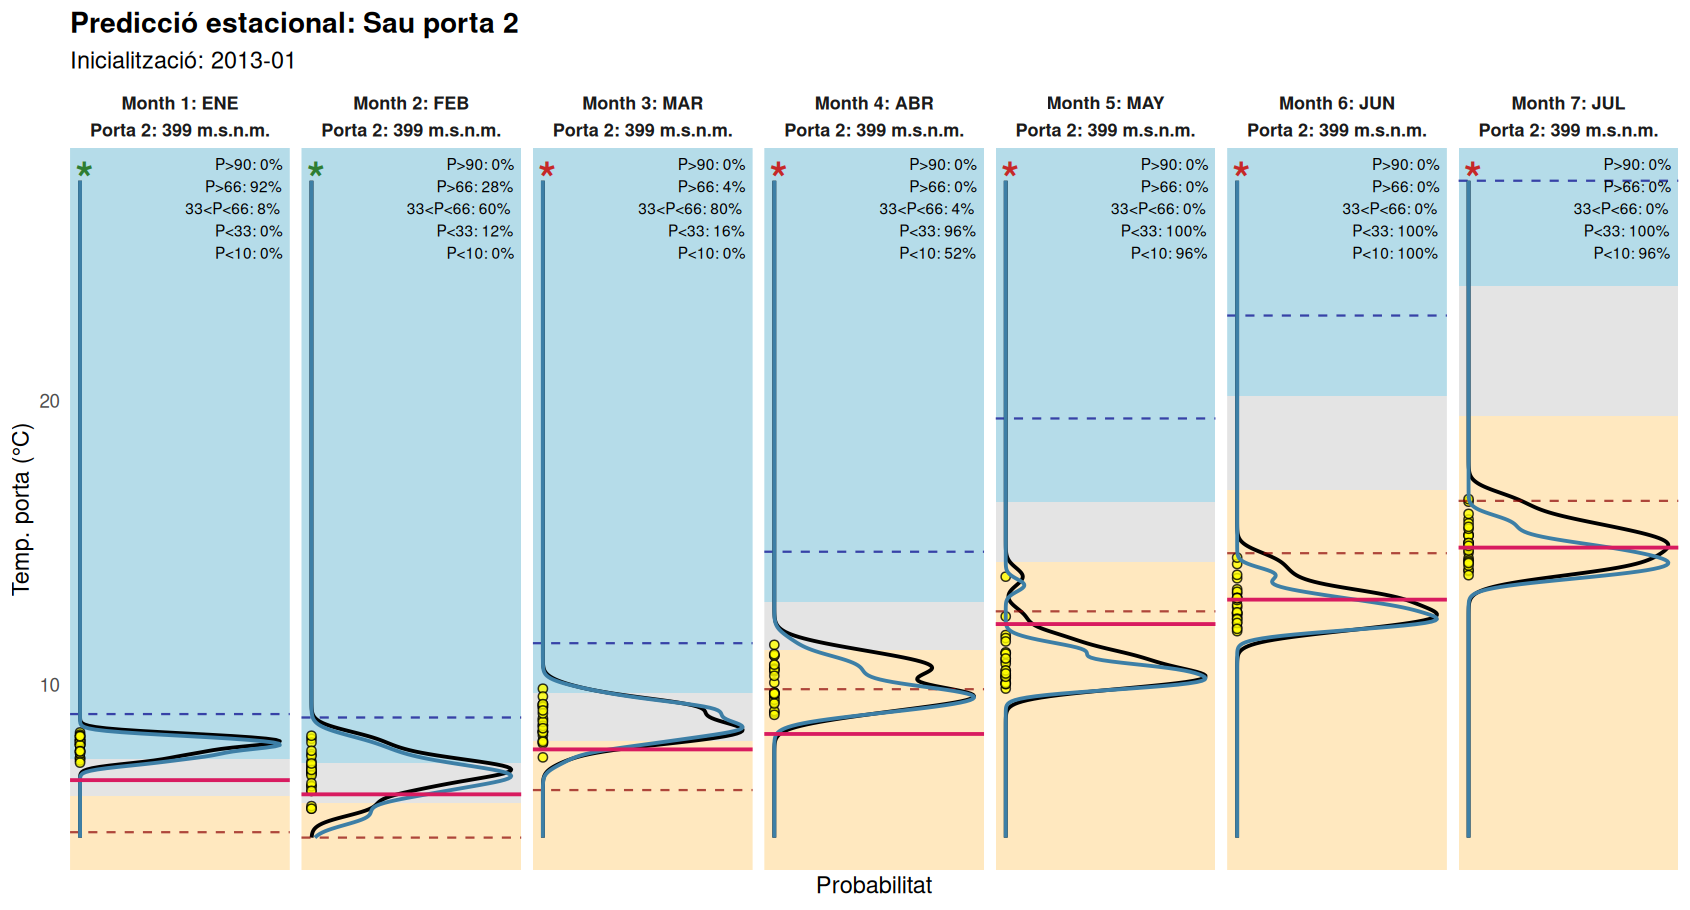 Predicció estacional: Sau porta 2
Inicialització: 2013-01
Month 1: ENE
Porta 2: 399 m.s.n.m.
*
P>90: 0%
P>66: 92%
33<P<66: 8%
P<33: 0%
P<10: 0%
Month 2: FEB
Porta 2: 399 m.s.n.m.
*
P>90: 0%
P>66: 28%
33<P<66: 60%
P<33: 12%
P<10: 0%
Month 3: MAR
Porta 2: 399 m.s.n.m.
*
P>90: 0%
P>66: 4%
33<P<66: 80%
P<33: 16%
P<10: 0%
Month 4: ABR
Porta 2: 399 m.s.n.m.
*
P>90: 0%
P>66: 0%
33<P<66: 4%
P<33: 96%
P<10: 52%
Month 5: MAY
Porta 2: 399 m.s.n.m.
*
P>90: 0%
P>66: 0%
33<P<66: 0%
P<33: 100%
P<10: 96%
Month 6: JUN
Porta 2: 399 m.s.n.m.
*
P>90: 0%
P>66: 0%
33<P<66: 0%
P<33: 100%
P<10: 100%
Month 7: JUL
Porta 2: 399 m.s.n.m.
*
P>90: 0%
P>66: 0%
33<P<66: 0%
P<33: 100%
P<10: 96%
20
10
Temp. porta (°C)
Probabilitat